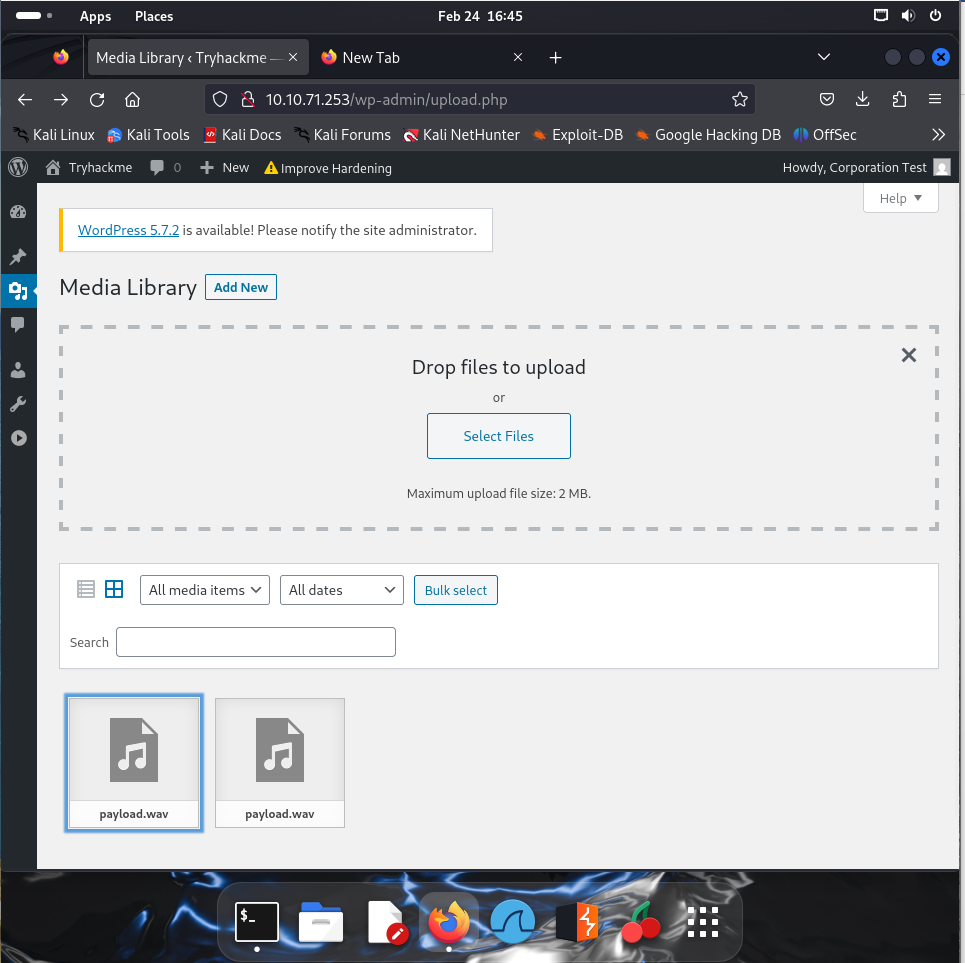 Apps Places Feb 24 16:45
Media Library ‹ Tryhackme — New Tab
10.10.71.253/wp-admin/upload.php
Kali Linux Kali Tools Kali Docs Kali Forums Kali NetHunter Exploit-DB Google Hacking DB OffSec
Tryhackme 0 New Improve Hardening Howdy, Corporation Test
Help
WordPress 5.7.2 is available! Please notify the site administrator.
Media Library Add New
Drop files to upload
or
Select Files
Maximum upload file size: 2 MB.
All media items All dates Bulk select
Search
payload.wav payload.wav
$_